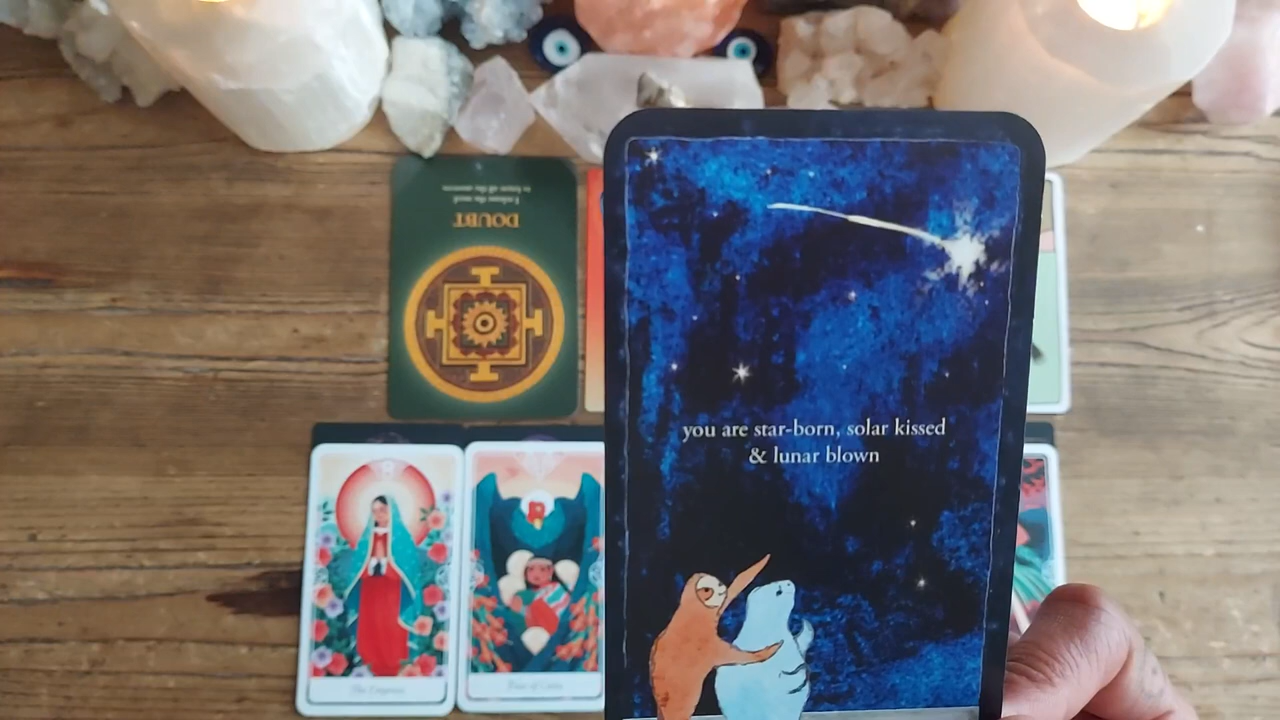 DOUBT
you are star-born, solar kissed
& lunar blown
The Empress